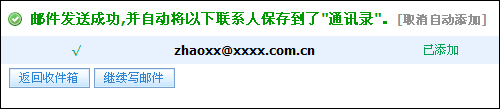 邮件发送成功,并自动将以下联系人保存到了"通讯录"。 [取消自动添加]
√ zhaoxx@xxxx.com.cn 已添加
返回收件箱 继续写邮件